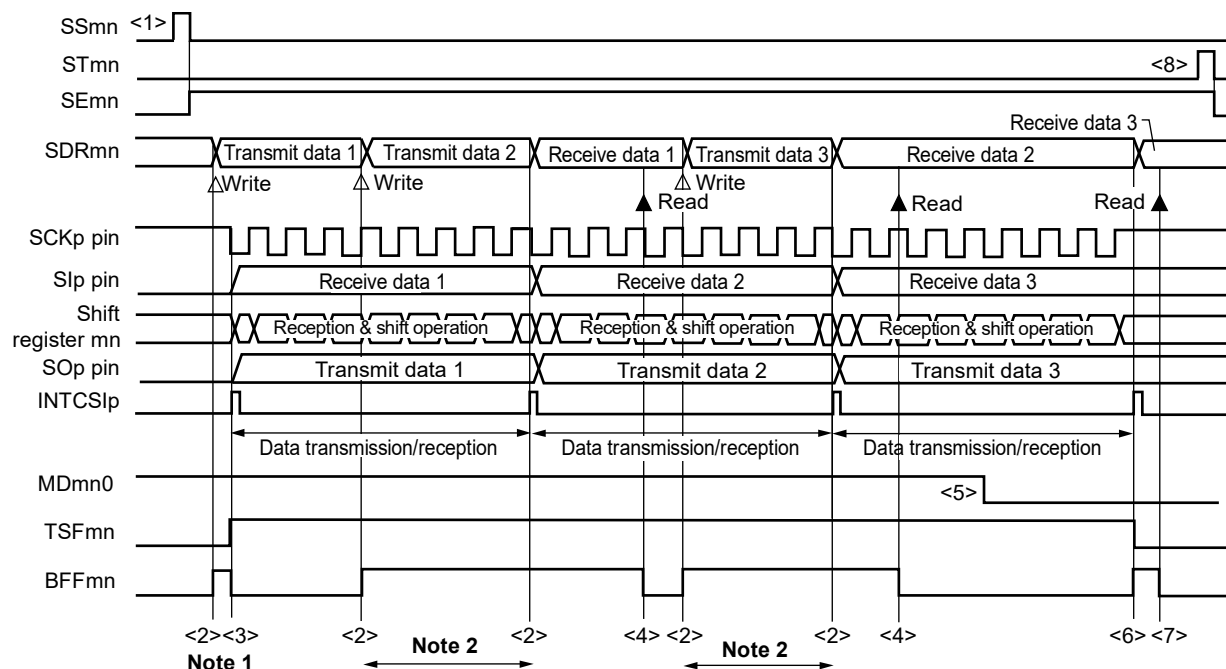 <1>
SSmn
STmn
<8>
SEmn
Receive data 3
SDRmn
Transmit data 1
Transmit data 2
Receive data 1
Transmit data 3
Receive data 2
Write
Write
Write
Read
Read
Read
SCKp pin
SIp pin
Receive data 1
Receive data 2
Receive data 3
Shift
register mn
Reception & shift operation
Reception & shift operation
Reception & shift operation
SOp pin
Transmit data 1
Transmit data 2
Transmit data 3
INTCSIp
Data transmission/reception
Data transmission/reception
Data transmission/reception
MDmn0
<5>
TSFmn
BFFmn
<2><3>
<2>
<2>
<4><2>
<2>
<4>
<6><7>
Note 1
Note 2
Note 2